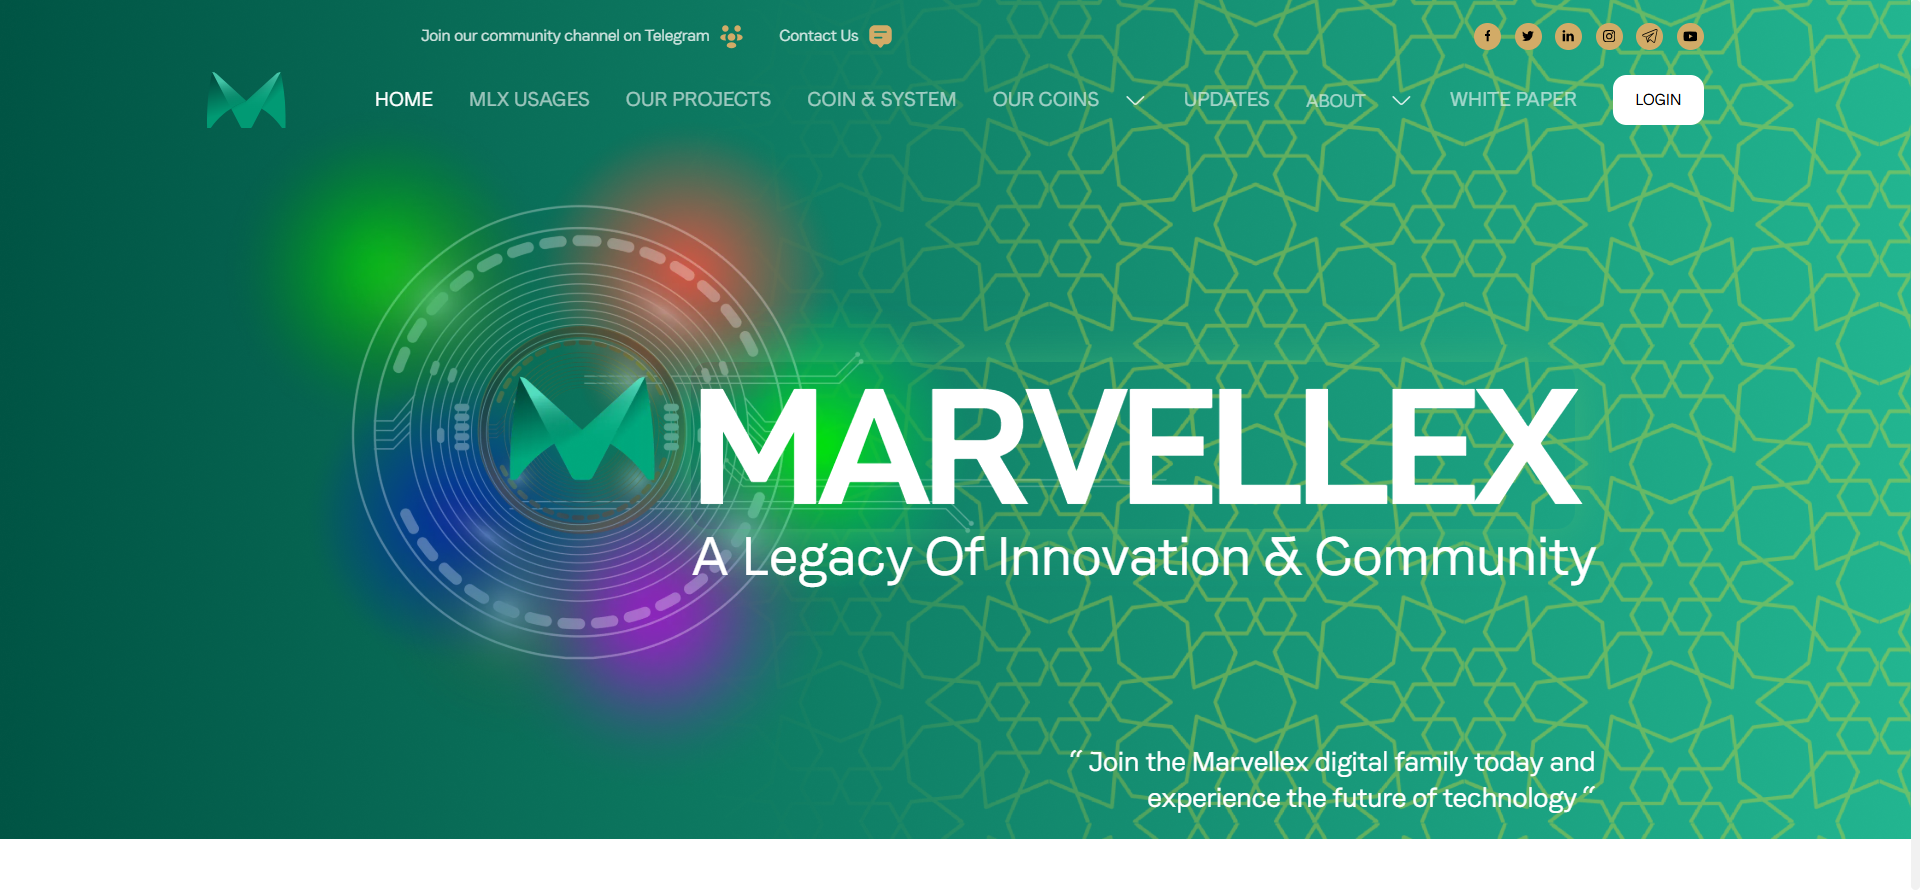 Join our community channel on Telegram
Contact Us
HOME
MLX USAGES
OUR PROJECTS
COIN & SYSTEM
OUR COINS
UPDATES
ABOUT
WHITE PAPER
LOGIN
MARVELLEX
A Legacy Of Innovation & Community
“ Join the Marvellex digital family today and
experience the future of technology “